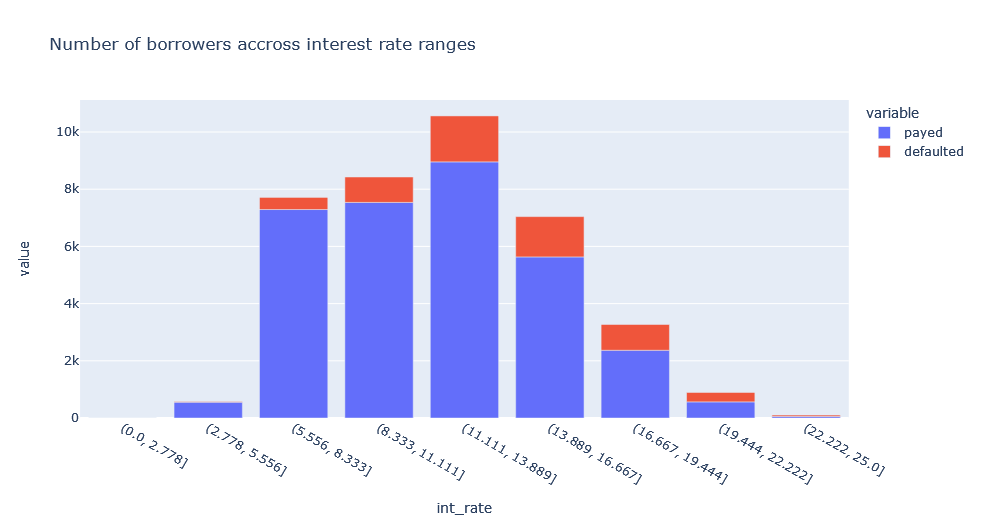 Number of borrowers accross interest rate ranges
variable
payed
defaulted
value
10k
8k
6k
4k
2k
0
(0.0, 2.778]
(2.778, 5.556]
(5.556, 8.333]
(8.333, 11.111]
(11.111, 13.889]
(13.889, 16.667]
(16.667, 19.444]
(19.444, 22.222]
(22.222, 25.0]
int_rate